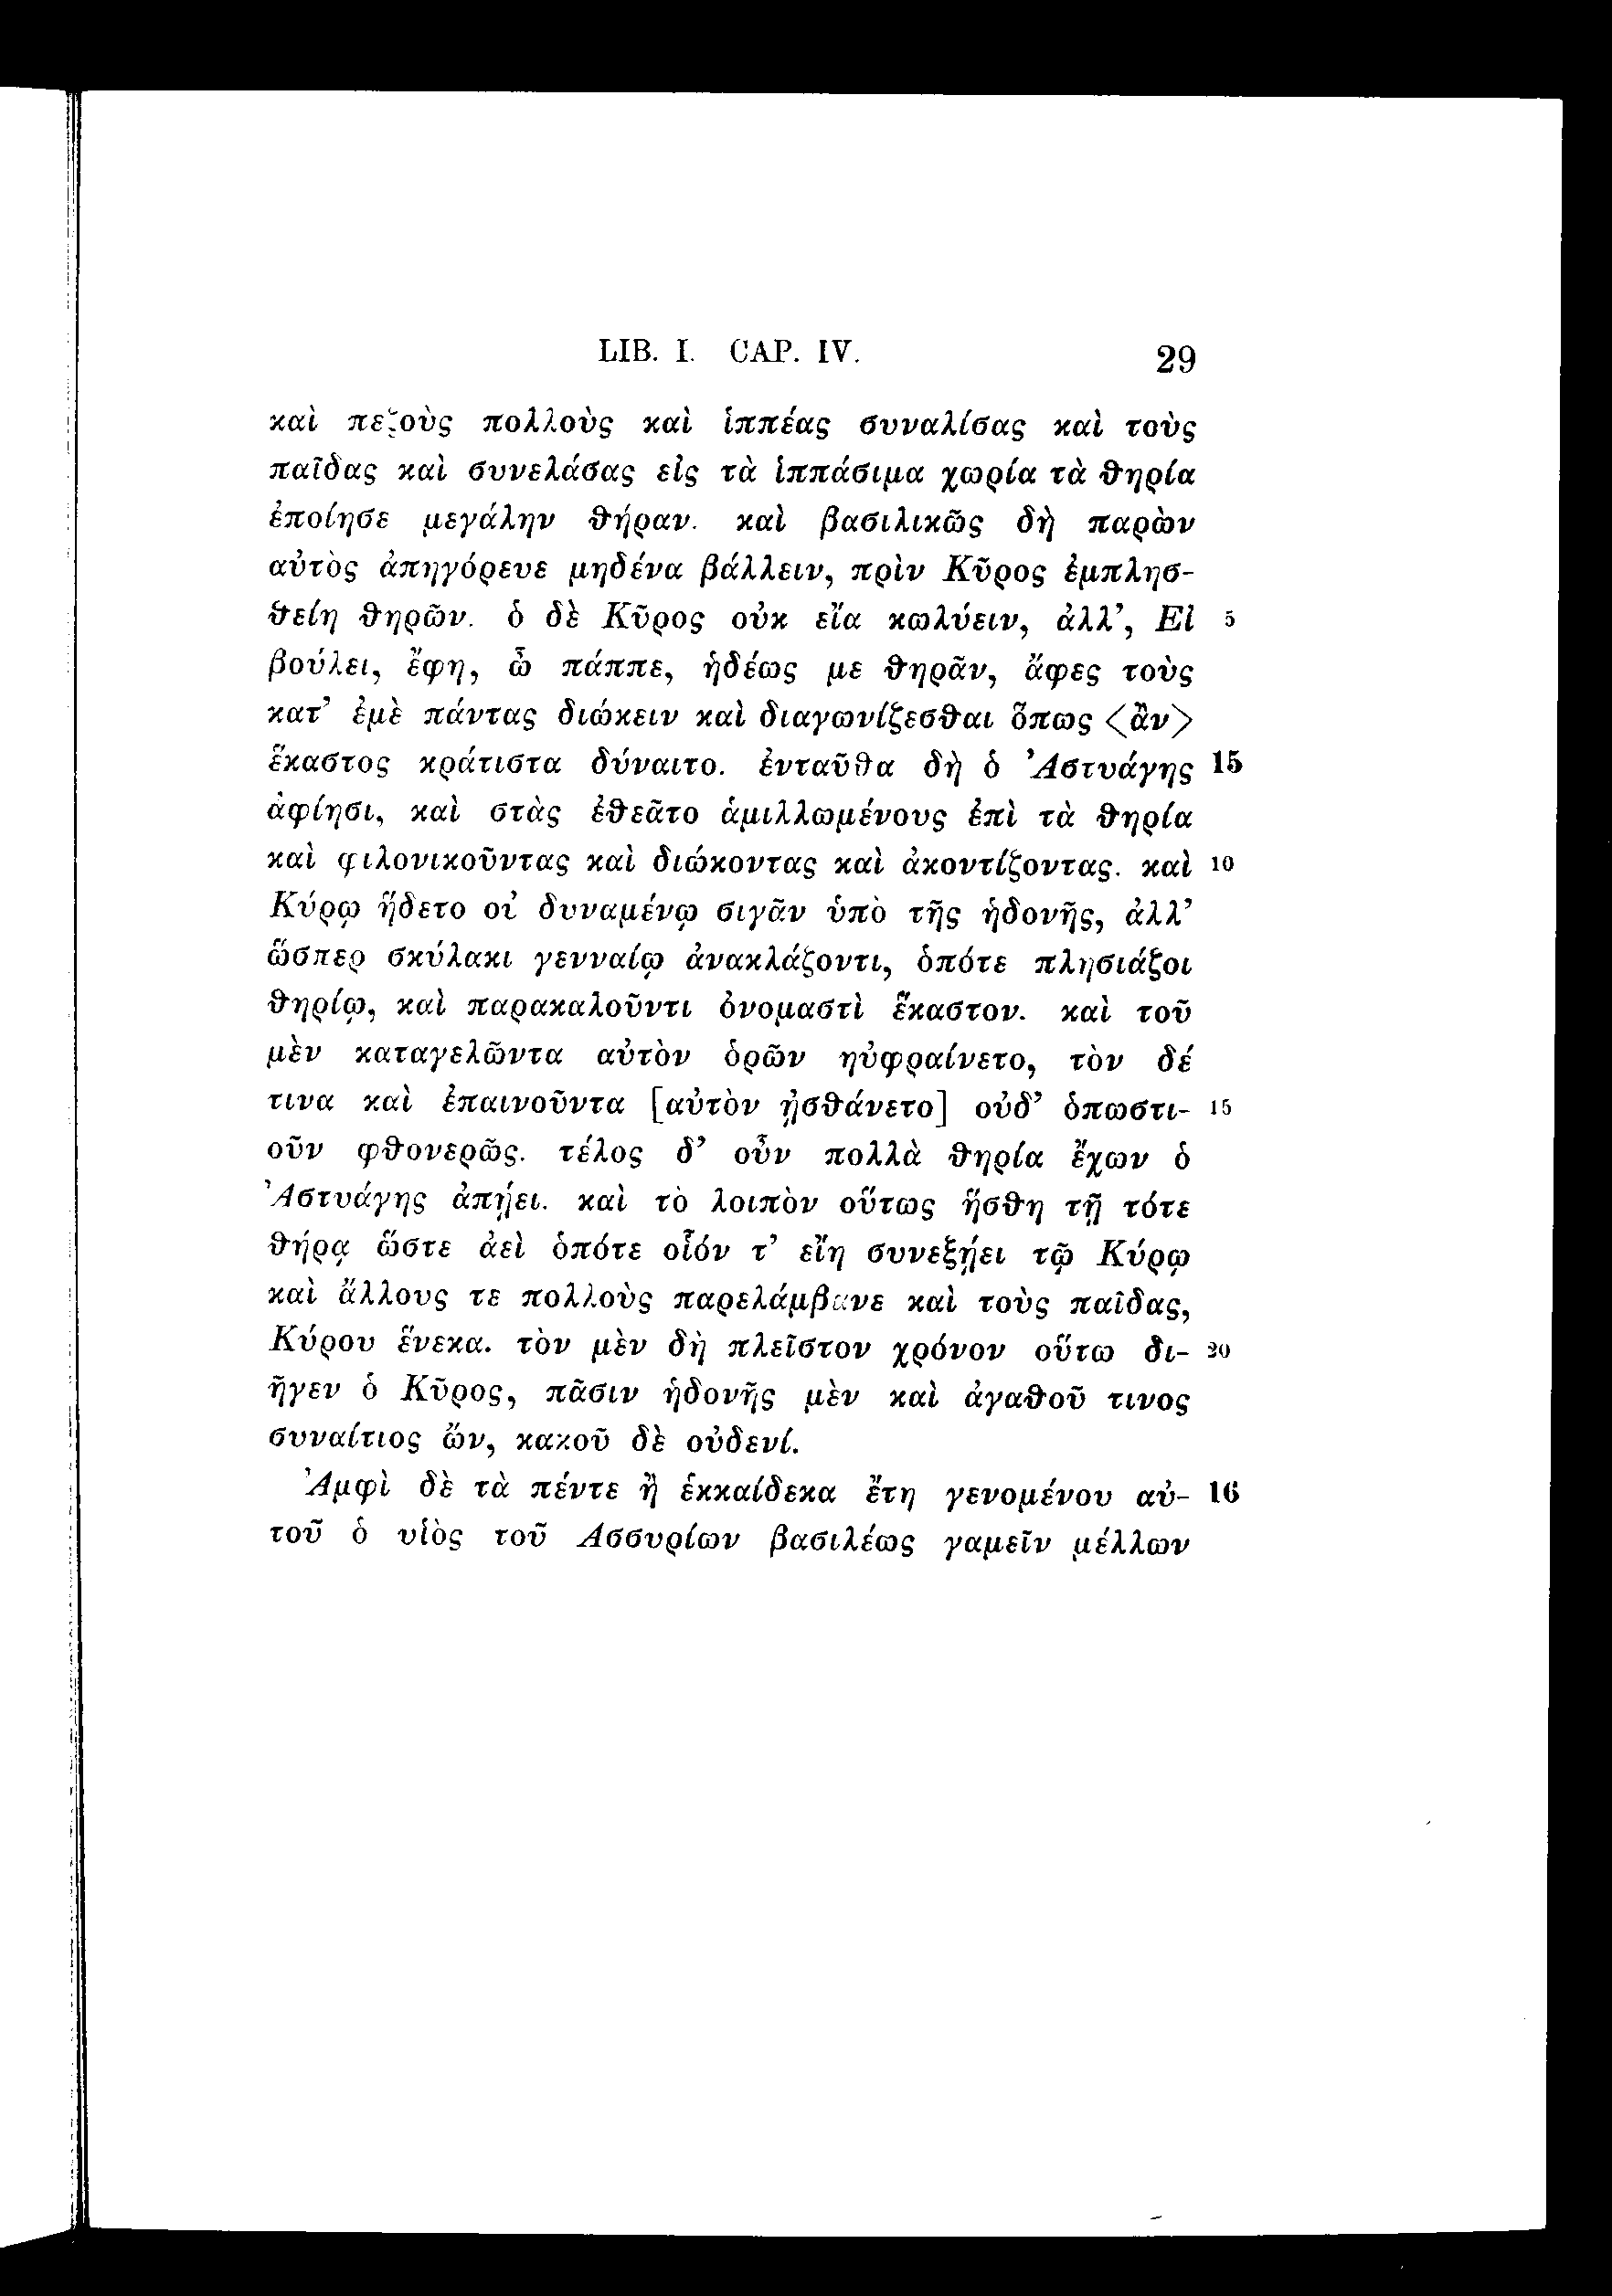 LIB. I. CAP. IV. 29
καὶ πεζοὺς πολλοὺς καὶ ἱππέας συναλίσας καὶ τοὺς
παῖδας καὶ συνελάσας εἰς τὰ ἱππάσιμα χωρία τὰ θηρία
ἐποίησε μεγάλην θήραν. καὶ βασιλικῶς δὴ παρὼν
αὐτὸς ἀπηγόρευε μηδένα βάλλειν, πρὶν Κῦρος ἐμπλησ-
θείη θηρῶν. ὁ δὲ Κῦρος οὐκ εἴα κωλύειν, ἀλλ’, Εἰ 5
βούλει, ἔφη, ὦ πάππε, ἡδέως με θηρᾶν, ἄφες τοὺς
κατ’ ἐμὲ πάντας διώκειν καὶ διαγωνίζεσθαι ὅπως <ἂν>
ἕκαστος κράτιστα δύναιτο. ἐνταῦθα δὴ ὁ Ἀστυάγης 15
ἀφίησι, καὶ στὰς ἐθεᾶτο ἁμιλλωμένους ἐπὶ τὰ θηρία
καὶ φιλονικοῦντας καὶ διώκοντας καὶ ἀκοντίζοντας. καὶ 10
Κύρῳ ἥδετο οὐ δυναμένῳ σιγᾶν ὑπὸ τῆς ἡδονῆς, ἀλλ’
ὥσπερ σκύλακι γενναίῳ ἀνακλάζοντι, ὁπότε πλησιάζοι
θηρίῳ, καὶ παρακαλοῦντι ὀνομαστὶ ἕκαστον. καὶ τοῦ
μὲν καταγελῶντα αὐτὸν ὁρῶν ηὐφραίνετο, τὸν δέ
τινα καὶ ἐπαινοῦντα [αὐτὸν ᾐσθάνετο] οὐδ’ ὁπωστι- 15
οῦν φθονερῶς. τέλος δ’ οὖν πολλὰ θηρία ἔχων ὁ
Ἀστυάγης ἀπῄει. καὶ τὸ λοιπὸν οὕτως ἥσθη τῇ τότε
θήρᾳ ὥστε ἀεὶ ὁπότε οἷόν τ’ εἴη συνεξῄει τῷ Κύρῳ
καὶ ἄλλους τε πολλοὺς παρελάμβανε καὶ τοὺς παῖδας,
Κύρου ἕνεκα. τὸν μὲν δὴ πλεῖστον χρόνον οὕτω δι- 20
ῆγεν ὁ Κῦρος, πᾶσιν ἡδονῆς μὲν καὶ ἀγαθοῦ τινος
συναίτιος ὤν, κακοῦ δὲ οὐδενί.
Ἀμφὶ δὲ τὰ πέντε ἢ ἑκκαίδεκα ἔτη γενομένου αὐ- 16
τοῦ ὁ υἱὸς τοῦ Ἀσσυρίων βασιλέως γαμεῖν μέλλων